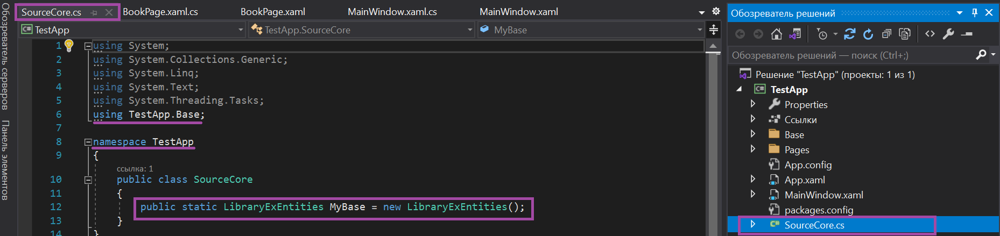 Обозреватель серверов
Панель элементов
SourceCore.cs
BookPage.xaml.cs
BookPage.xaml
MainWindow.xaml.cs
MainWindow.xaml
C# TestApp
TestApp.SourceCore
MyBase
1 using System;
2 using System.Collections.Generic;
3 using System.Linq;
4 using System.Text;
5 using System.Threading.Tasks;
6 using TestApp.Base;
7
8 namespace TestApp
9 {
ссылка: 1
10 public class SourceCore
11 {
12 public static LibraryExEntities MyBase = new LibraryExEntities();
13 }
14 }
Обозреватель решений
Обозреватель решений — поиск (Ctrl+;)
Решение "TestApp" (проекты: 1 из 1)
C# TestApp
Properties
Ссылки
Base
Pages
App.config
App.xaml
MainWindow.xaml
packages.config
C# SourceCore.cs